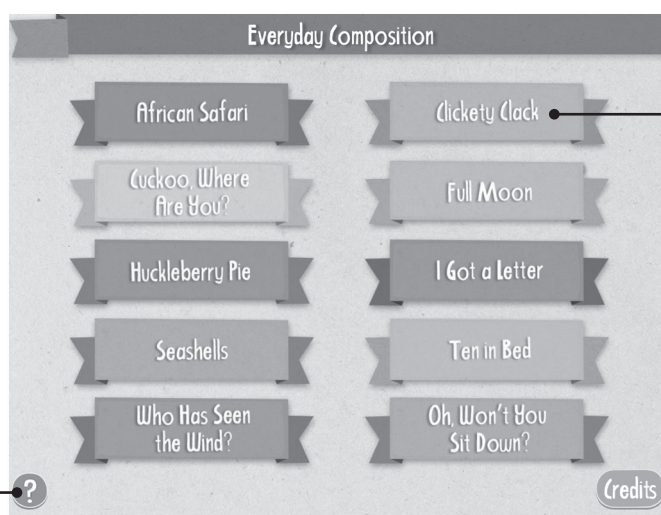 Everyday Composition
African Safari
Clickety Clack
Cuckoo, Where
Are You?
Full Moon
Huckleberry Pie
I Got a Letter
Seashells
Ten in Bed
Who Has Seen
the Wind?
Oh, Won't You
Sit Down?
?
Credits